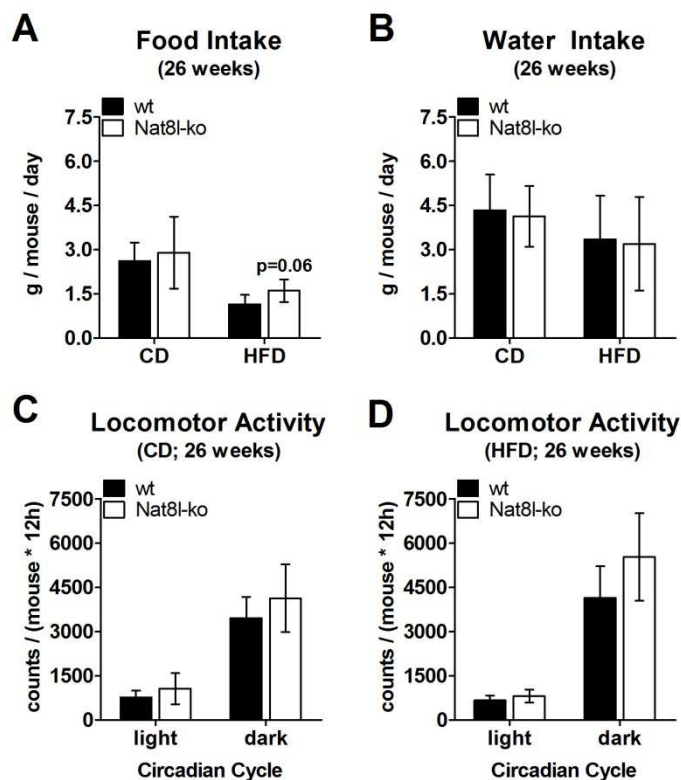 A
Food Intake
(26 weeks)
wt
Nat8l-ko
g / mouse / day
7.5
6.0
4.5
3.0
1.5
0.0
p=0.06
CD
HFD
B
Water Intake
(26 weeks)
wt
Nat8l-ko
g / mouse / day
7.5
6.0
4.5
3.0
1.5
0.0
CD
HFD
C
Locomotor Activity
(CD; 26 weeks)
wt
Nat8l-ko
counts / (mouse * 12h)
7500
6000
4500
3000
1500
0
light
dark
Circadian Cycle
D
Locomotor Activity
(HFD; 26 weeks)
wt
Nat8l-ko
counts / (mouse * 12h)
7500
6000
4500
3000
1500
0
light
dark
Circadian Cycle